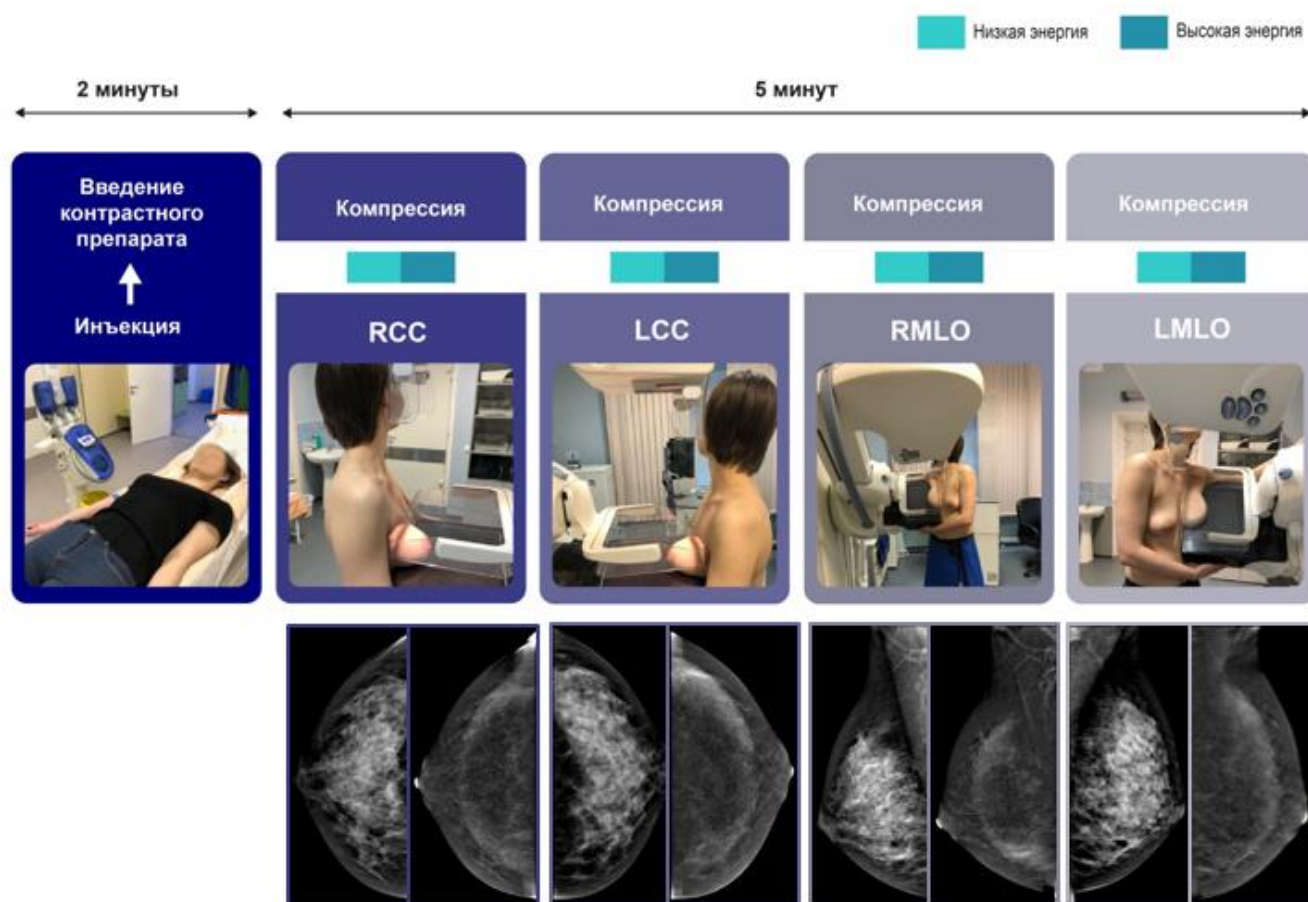 Низкая энергия
Высокая энергия
2 минуты
5 минут
Введение
контрастного
препарата
Инъекция
Компрессия
RCC
Компрессия
LCC
Компрессия
RMLO
Компрессия
LMLO